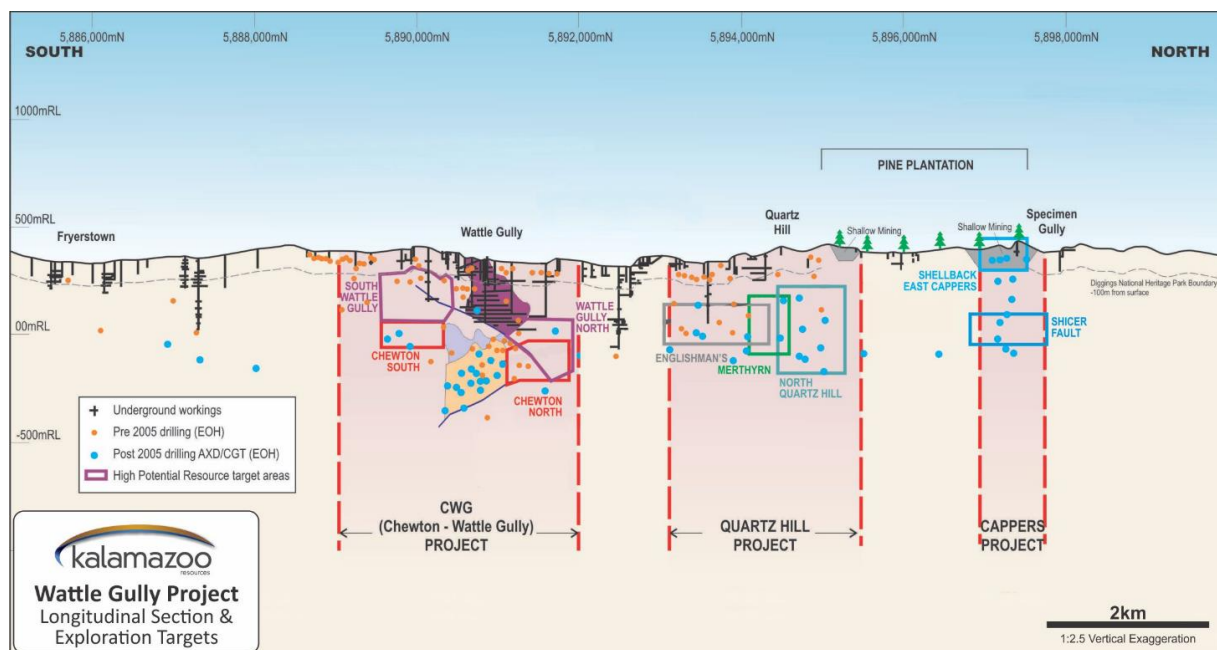 5,886,000mN
5,888,000mN
5,890,000mN
5,892,000mN
5,894,000mN
5,896,000mN
5,898,000mN
SOUTH
NORTH
1000mRL
PINE PLANTATION
500mRL
Fryerstown
Wattle Gully
Quartz
Hill
Shallow Mining
Shallow Mining
Specimen
Gully
SOUTH
WATTLE
GULLY
WATTLE
GULLY
NORTH
SHELLBACK
EAST CAPPERS
Diggings National Heritage Park Boundary
-100m from surface
00mRL
CHEWTON
SOUTH
ENGLISHMAN'S
MERTHYRN
SHICER
FAULT
CHEWTON
NORTH
NORTH
QUARTZ HILL
-500mRL
Underground workings
Pre 2005 drilling (EOH)
Post 2005 drilling AXD/CGT (EOH)
High Potential Resource target areas
CWG
(Chewton - Wattle Gully)
PROJECT
QUARTZ HILL
PROJECT
CAPPERS
PROJECT
kalamazoo
resources
Wattle Gully Project
Longitudinal Section &
Exploration Targets
2km
1:2.5 Vertical Exaggeration